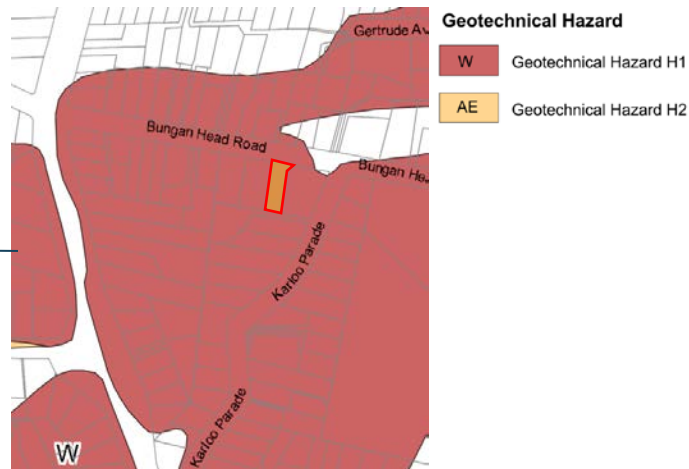 Geotechnical Hazard
W Geotechnical Hazard H1
AE Geotechnical Hazard H2
Gertrude Av
Bungan Head Road
Bungan He
Karloo Parade
Karloo Parade
W